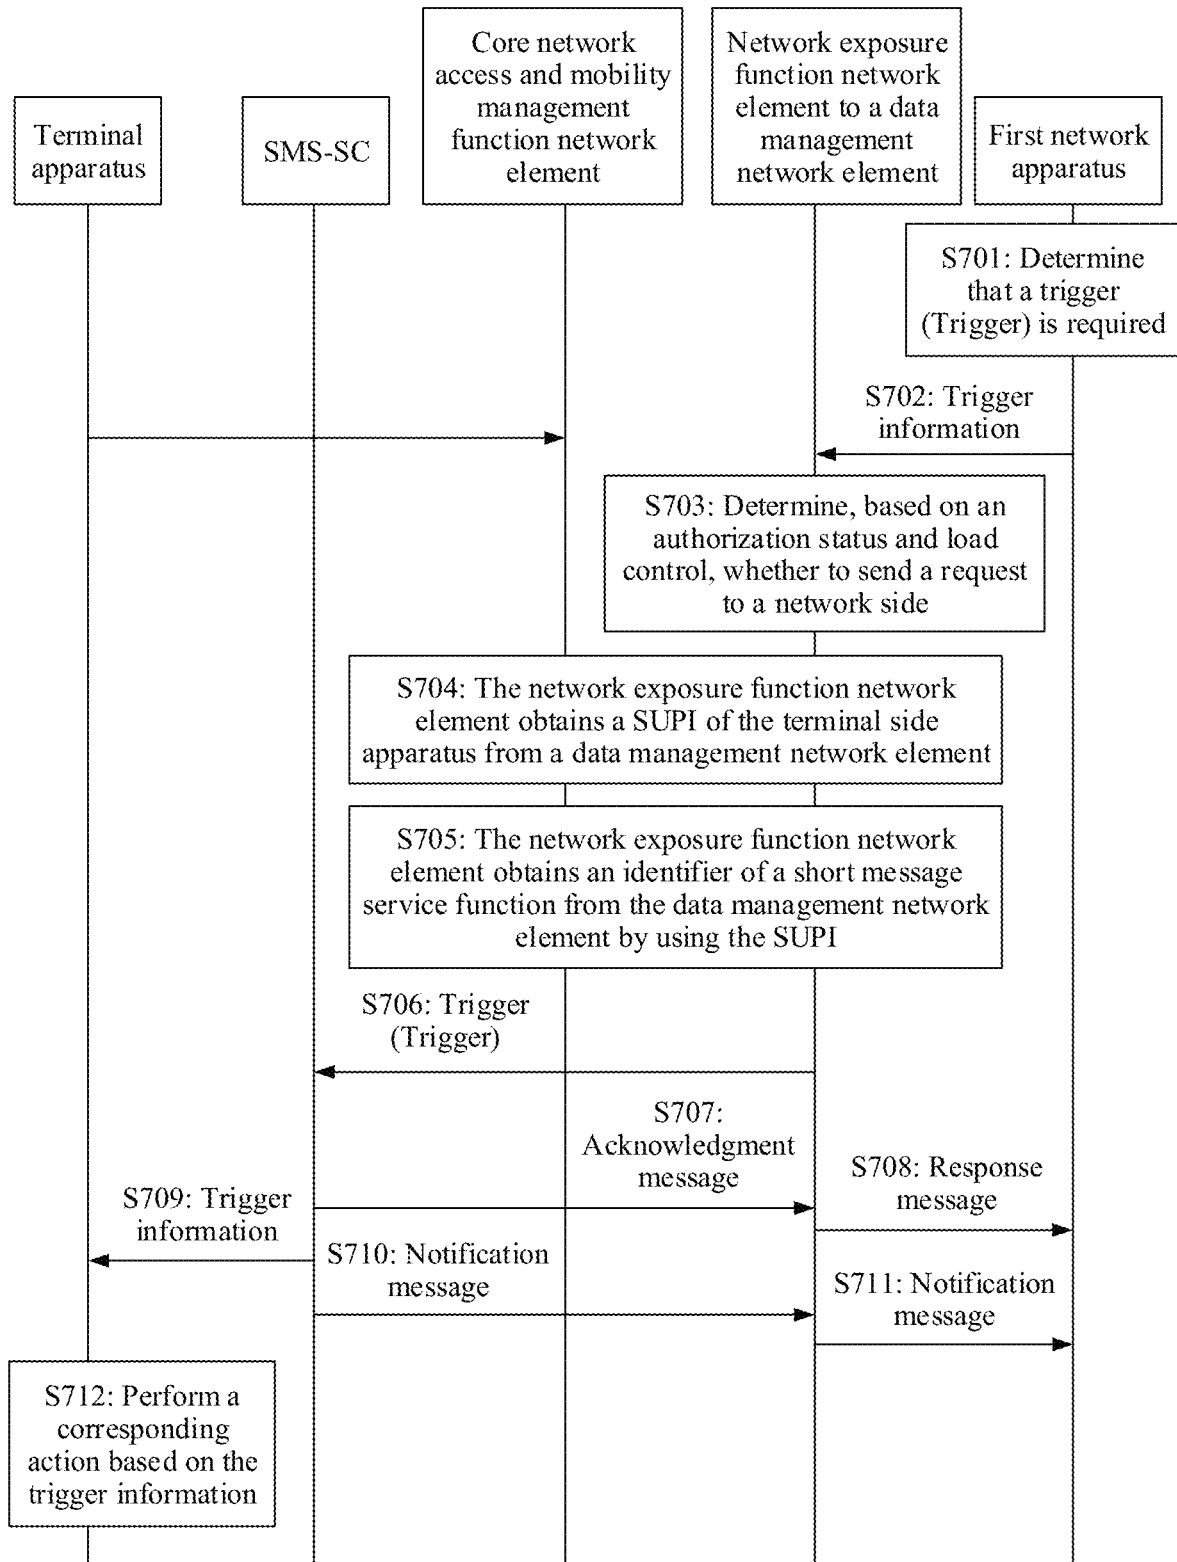 Terminal
apparatus
SMS-SC
Core network
access and mobility
management
function network
element
Network exposure
function network
element to a data
management
network element
First network
apparatus
S701: Determine
that a trigger
(Trigger) is required
S702: Trigger
information
S703: Determine, based on an
authorization status and load
control, whether to send a request
to a network side
S704: The network exposure function network
element obtains a SUPI of the terminal side
apparatus from a data management network element
S705: The network exposure function network
element obtains an identifier of a short message
service function from the data management network
element by using the SUPI
S706: Trigger
(Trigger)
S707:
Acknowledgment
message
S708: Response
message
S709: Trigger
information
S710: Notification
message
S711: Notification
message
S712: Perform a
corresponding
action based on the
trigger information